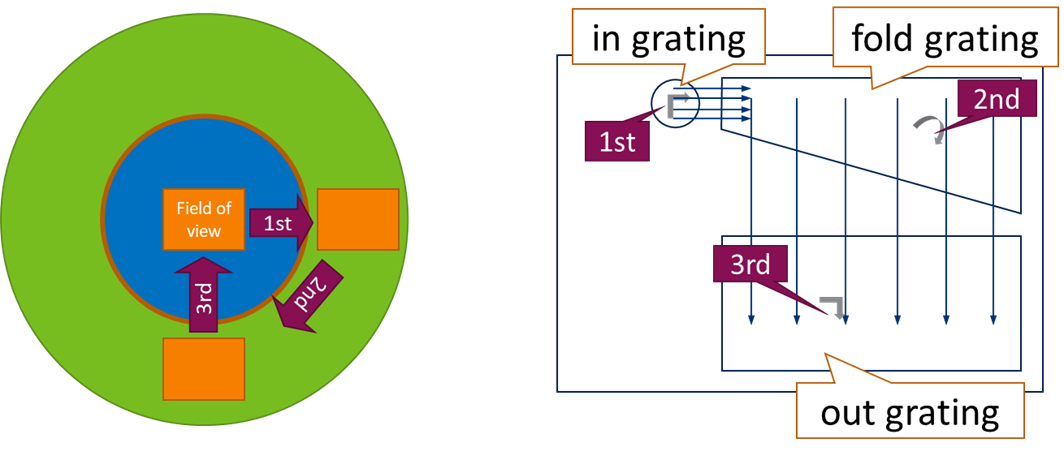 Field of
view
1st
2nd
3rd
in grating
fold grating
1st
2nd
3rd
out grating